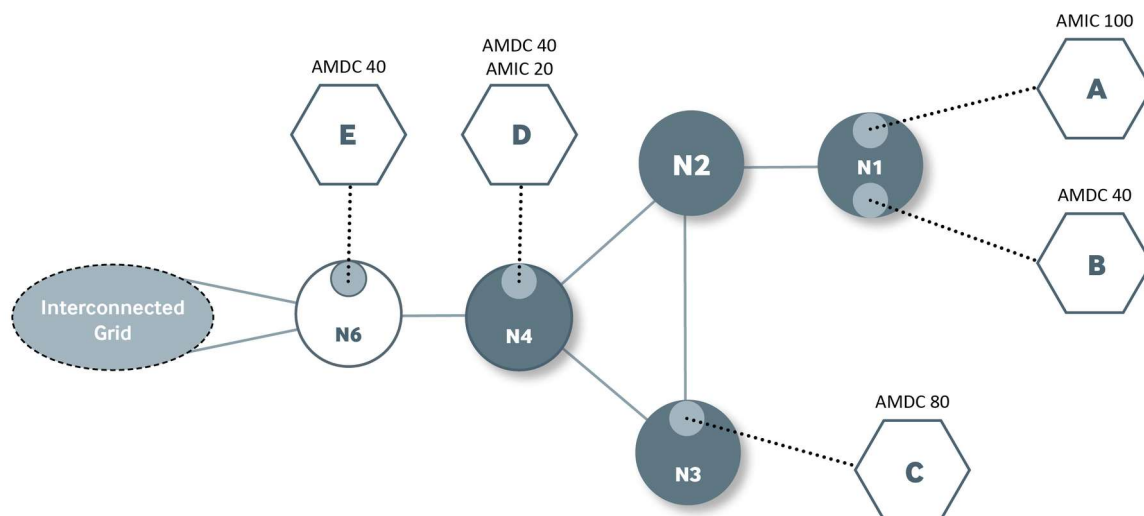 AMIC 100
AMDC 40
AMDC 40
AMIC 20
A
E
D
N2
N1
AMDC 40
B
Interconnected
Grid
N6
N4
AMDC 80
N3
C